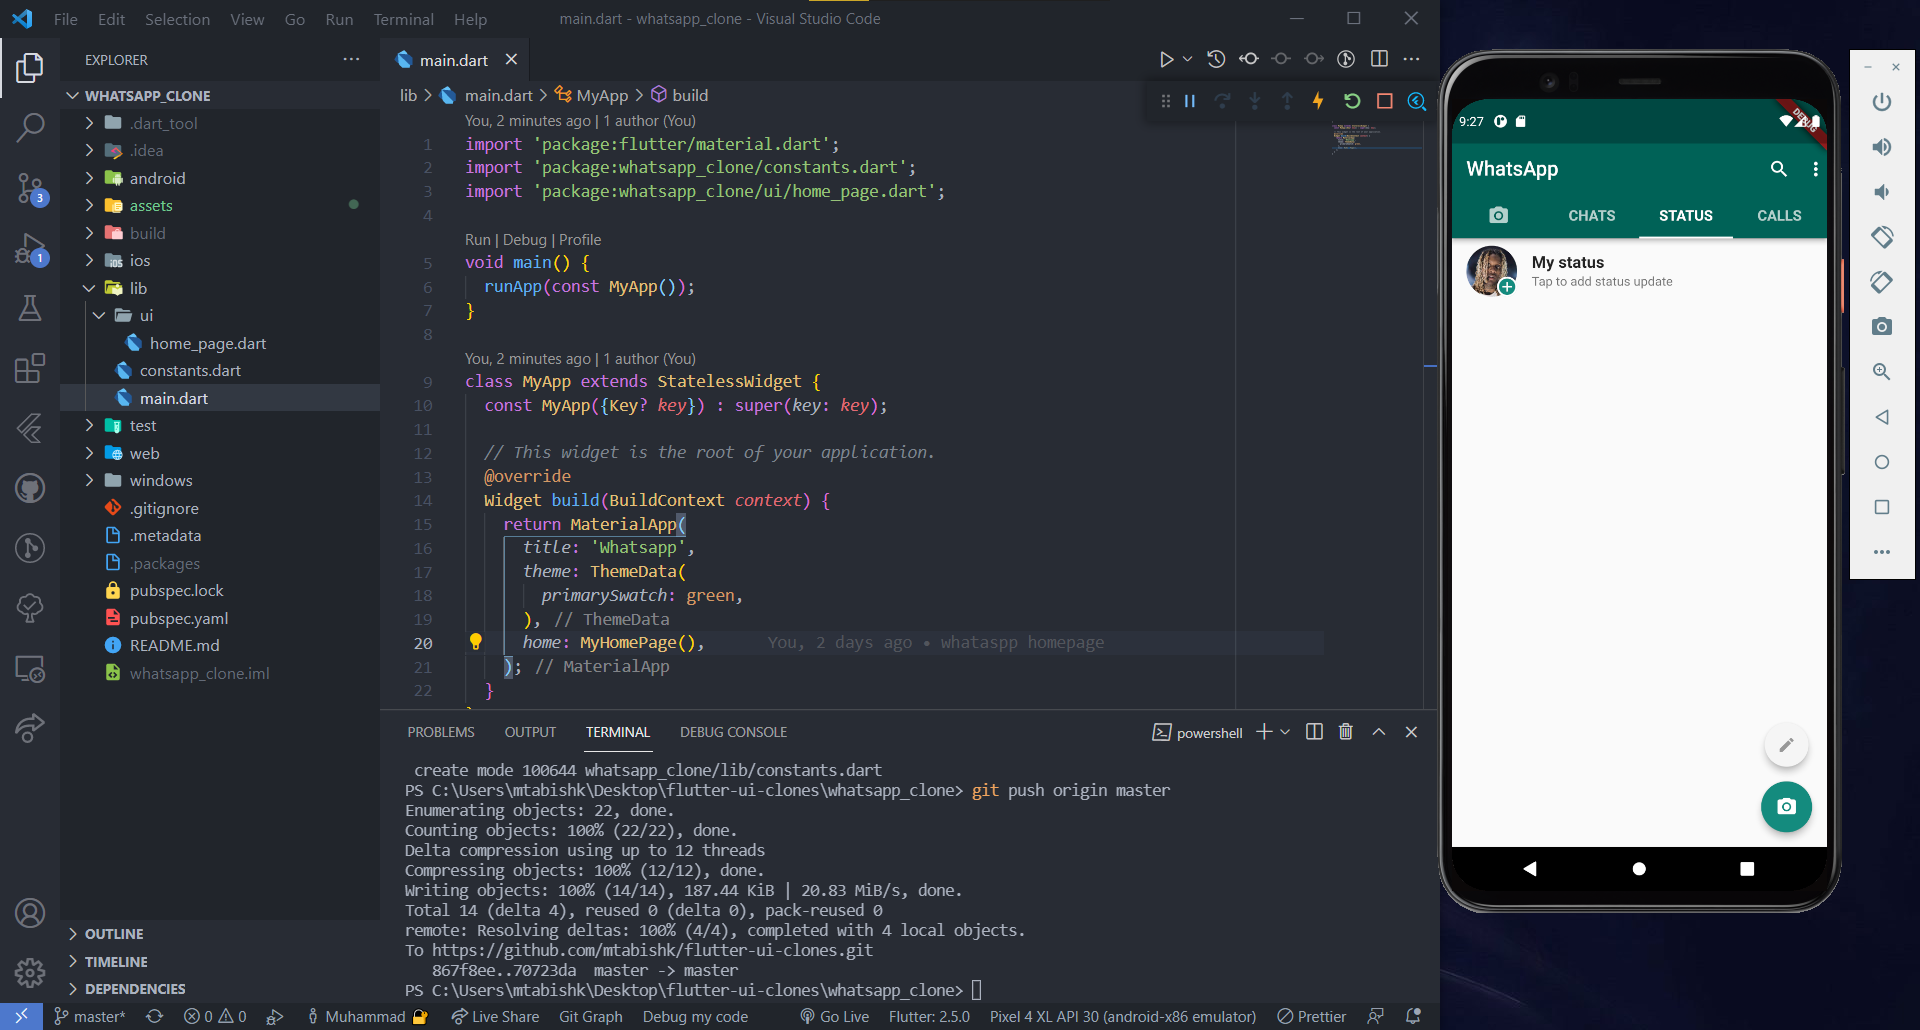 File Edit Selection View Go Run Terminal Help
main.dart - whatsapp_clone - Visual Studio Code
EXPLORER
WHATSAPP_CLONE
.dart_tool
.idea
android
assets
build
ios
lib
ui
home_page.dart
constants.dart
main.dart
test
web
windows
.gitignore
.metadata
.packages
pubspec.lock
pubspec.yaml
README.md
whatsapp_clone.iml
OUTLINE
TIMELINE
DEPENDENCIES
3
1
main.dart
lib > main.dart > MyApp > build
You, 2 minutes ago | 1 author (You)
1 import 'package:flutter/material.dart';
2 import 'package:whatsapp_clone/constants.dart';
3 import 'package:whatsapp_clone/ui/home_page.dart';
4
Run | Debug | Profile
5 void main() {
6 runApp(const MyApp());
7 }
8
You, 2 minutes ago | 1 author (You)
9 class MyApp extends StatelessWidget {
10 const MyApp({Key? key}) : super(key: key);
11
12 // This widget is the root of your application.
13 @override
14 Widget build(BuildContext context) {
15 return MaterialApp(
16 title: 'Whatsapp',
17 theme: ThemeData(
18 primarySwatch: green,
19 ), // ThemeData
20 home: MyHomePage(), You, 2 days ago • whataspp homepage
21 ); // MaterialApp
22 }
PROBLEMS OUTPUT TERMINAL DEBUG CONSOLE
powershell
create mode 100644 whatsapp_clone/lib/constants.dart
PS C:\Users\mtabishk\Desktop\flutter-ui-clones\whatsapp_clone> git push origin master
Enumerating objects: 22, done.
Counting objects: 100% (22/22), done.
Delta compression using up to 12 threads
Compressing objects: 100% (12/12), done.
Writing objects: 100% (14/14), 187.44 KiB | 20.83 MiB/s, done.
Total 14 (delta 4), reused 0 (delta 0), pack-reused 0
remote: Resolving deltas: 100% (4/4), completed with 4 local objects.
To https://github.com/mtabishk/flutter-ui-clones.git
867f8ee..70723da master -> master
PS C:\Users\mtabishk\Desktop\flutter-ui-clones\whatsapp_clone>
master* 0 0 Muhammad Live Share Git Graph Debug my code Go Live Flutter: 2.5.0 Pixel 4 XL API 30 (android-x86 emulator) Prettier
9:27
DEBUG
WhatsApp
CHATS STATUS CALLS
My status
Tap to add status update